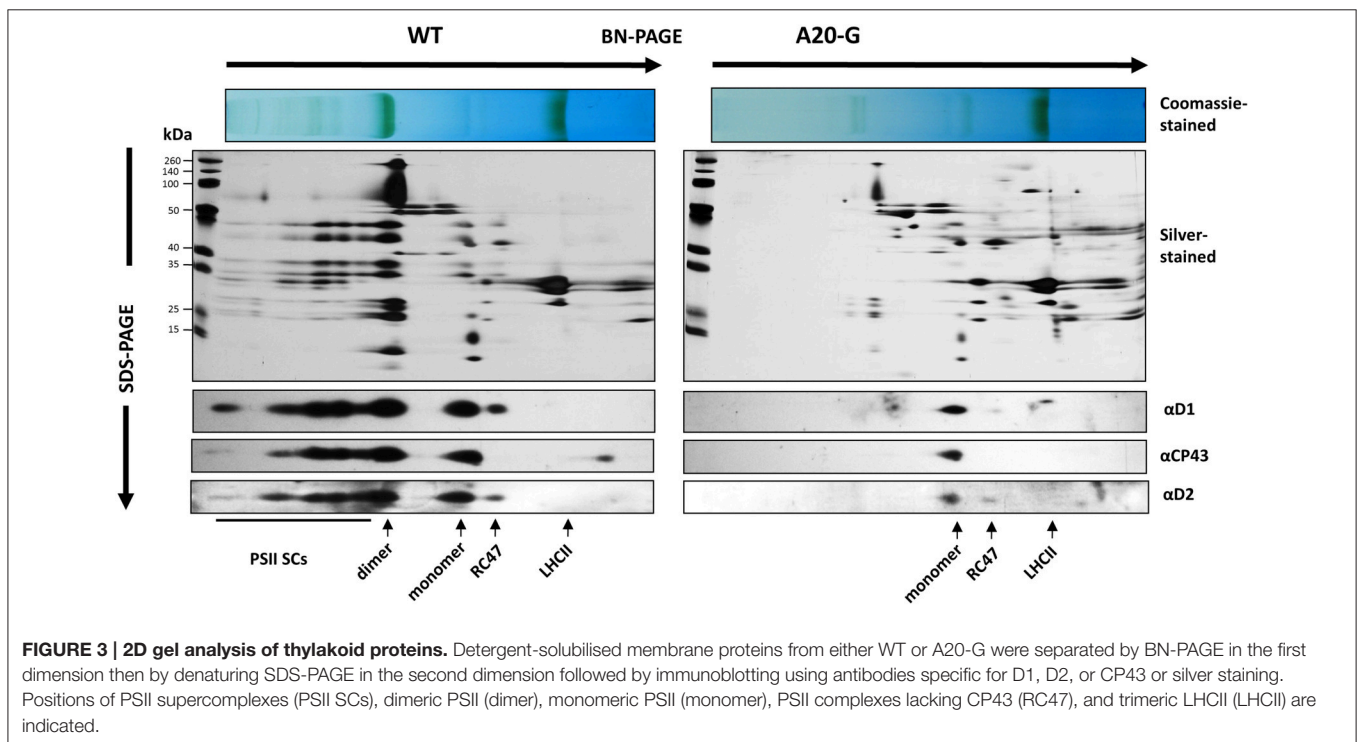 WT BN-PAGE A20-G
Coomassie-
stained
kDa
260
140
100
50
40
35
25
15
Silver-
stained
SDS-PAGE
αD1
αCP43
αD2
PSII SCs dimer monomer RC47 LHCII monomer RC47 LHCII
FIGURE 3 | 2D gel analysis of thylakoid proteins. Detergent-solubilised membrane proteins from either WT or A20-G were separated by BN-PAGE in the first
dimension then by denaturing SDS-PAGE in the second dimension followed by immunoblotting using antibodies specific for D1, D2, or CP43 or silver staining.
Positions of PSII supercomplexes (PSII SCs), dimeric PSII (dimer), monomeric PSII (monomer), PSII complexes lacking CP43 (RC47), and trimeric LHCII (LHCII) are
indicated.